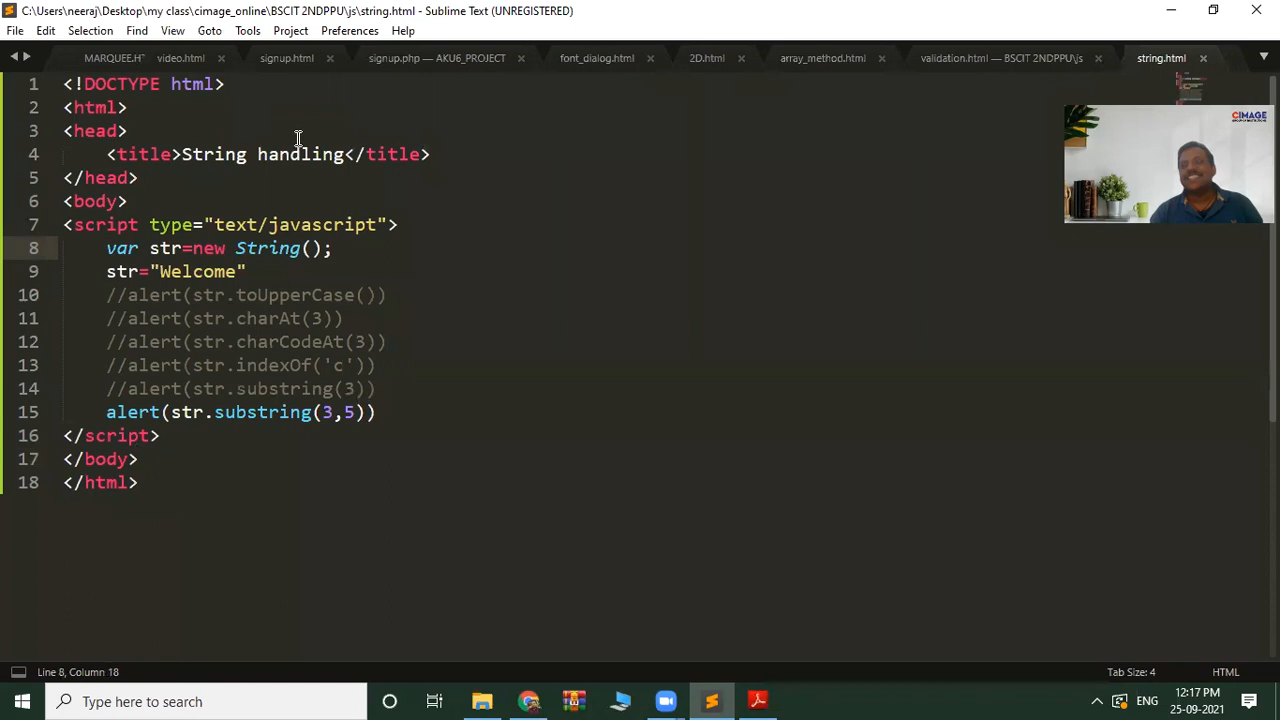 C:\Users\neeraj\Desktop\my class\cimage_online\BSCIT 2NDPPU\js\string.html - Sublime Text (UNREGISTERED)
File Edit Selection Find View Goto Tools Project Preferences Help
MARQUEE.H video.html signup.html signup.php — AKU6_PROJECT font_dialog.html 2D.html array_method.html validation.html — BSCIT 2NDPPU\js string.html
1 <!DOCTYPE html>
2 <html>
3 <head>
4 <title>String handling</title>
5 </head>
6 <body>
7 <script type="text/javascript">
8 var str=new String();
9 str="Welcome"
10 //alert(str.toUpperCase())
11 //alert(str.charAt(3))
12 //alert(str.charCodeAt(3))
13 //alert(str.indexOf('c'))
14 //alert(str.substring(3))
15 alert(str.substring(3,5))
16 </script>
17 </body>
18 </html>
CIMAGE
Line 8, Column 18
Tab Size: 4 HTML
Type here to search
ENG
12:17 PM
25-09-2021